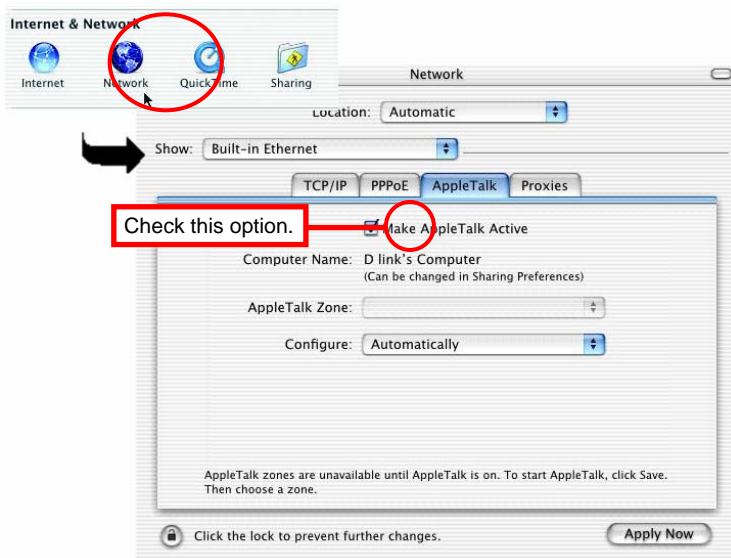 Internet & Network
Internet
Network
QuickTime
Sharing
Network
Location: Automatic
Show: Built-in Ethernet
TCP/IP
PPPoE
AppleTalk
Proxies
Check this option.
Make AppleTalk Active
Computer Name: D link's Computer
(Can be changed in Sharing Preferences)
AppleTalk Zone:
Configure: Automatically
AppleTalk zones are unavailable until AppleTalk is on. To start AppleTalk, click Save.
Then choose a zone.
Click the lock to prevent further changes.
Apply Now